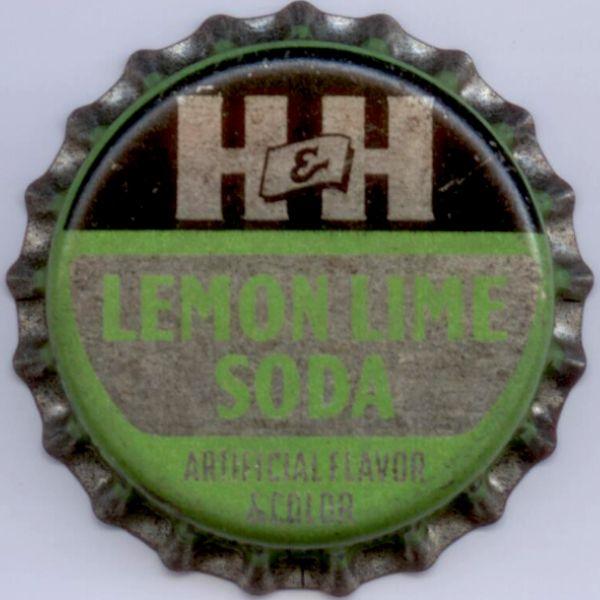 H & H
LEMON LIME
SODA
ARTIFICIAL FLAVOR
& COLOR